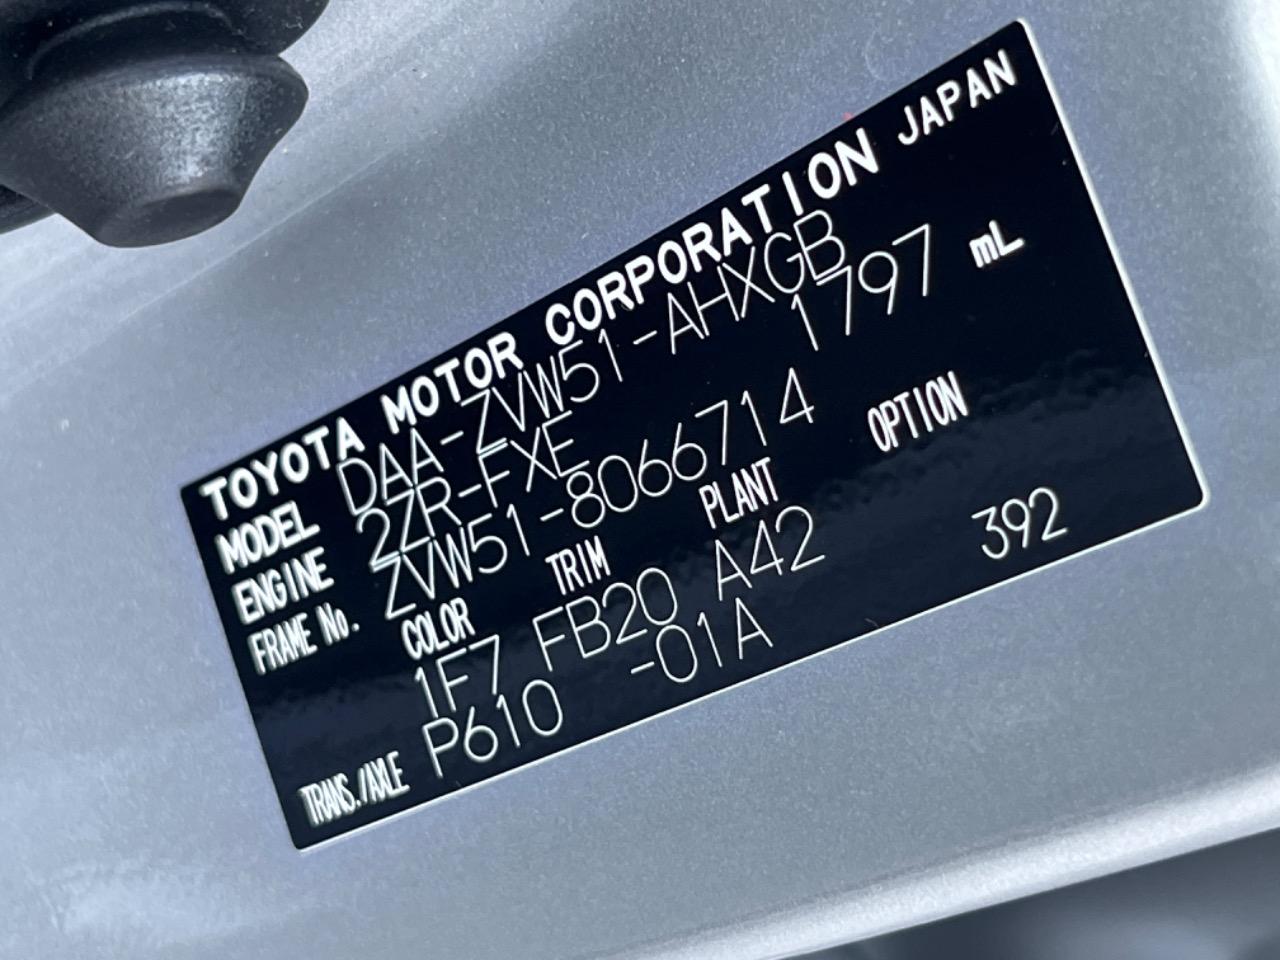 TOYOTA MOTOR CORPORATION JAPAN
MODEL DAA-ZVW51-AHXGB
ENGINE 2ZR-FXE 1797 mL
FRAME No. ZVW51-8066714
COLOR TRIM PLANT OPTION
1F7 FB20 A42 392
TRANS./AXLE P610 -01A